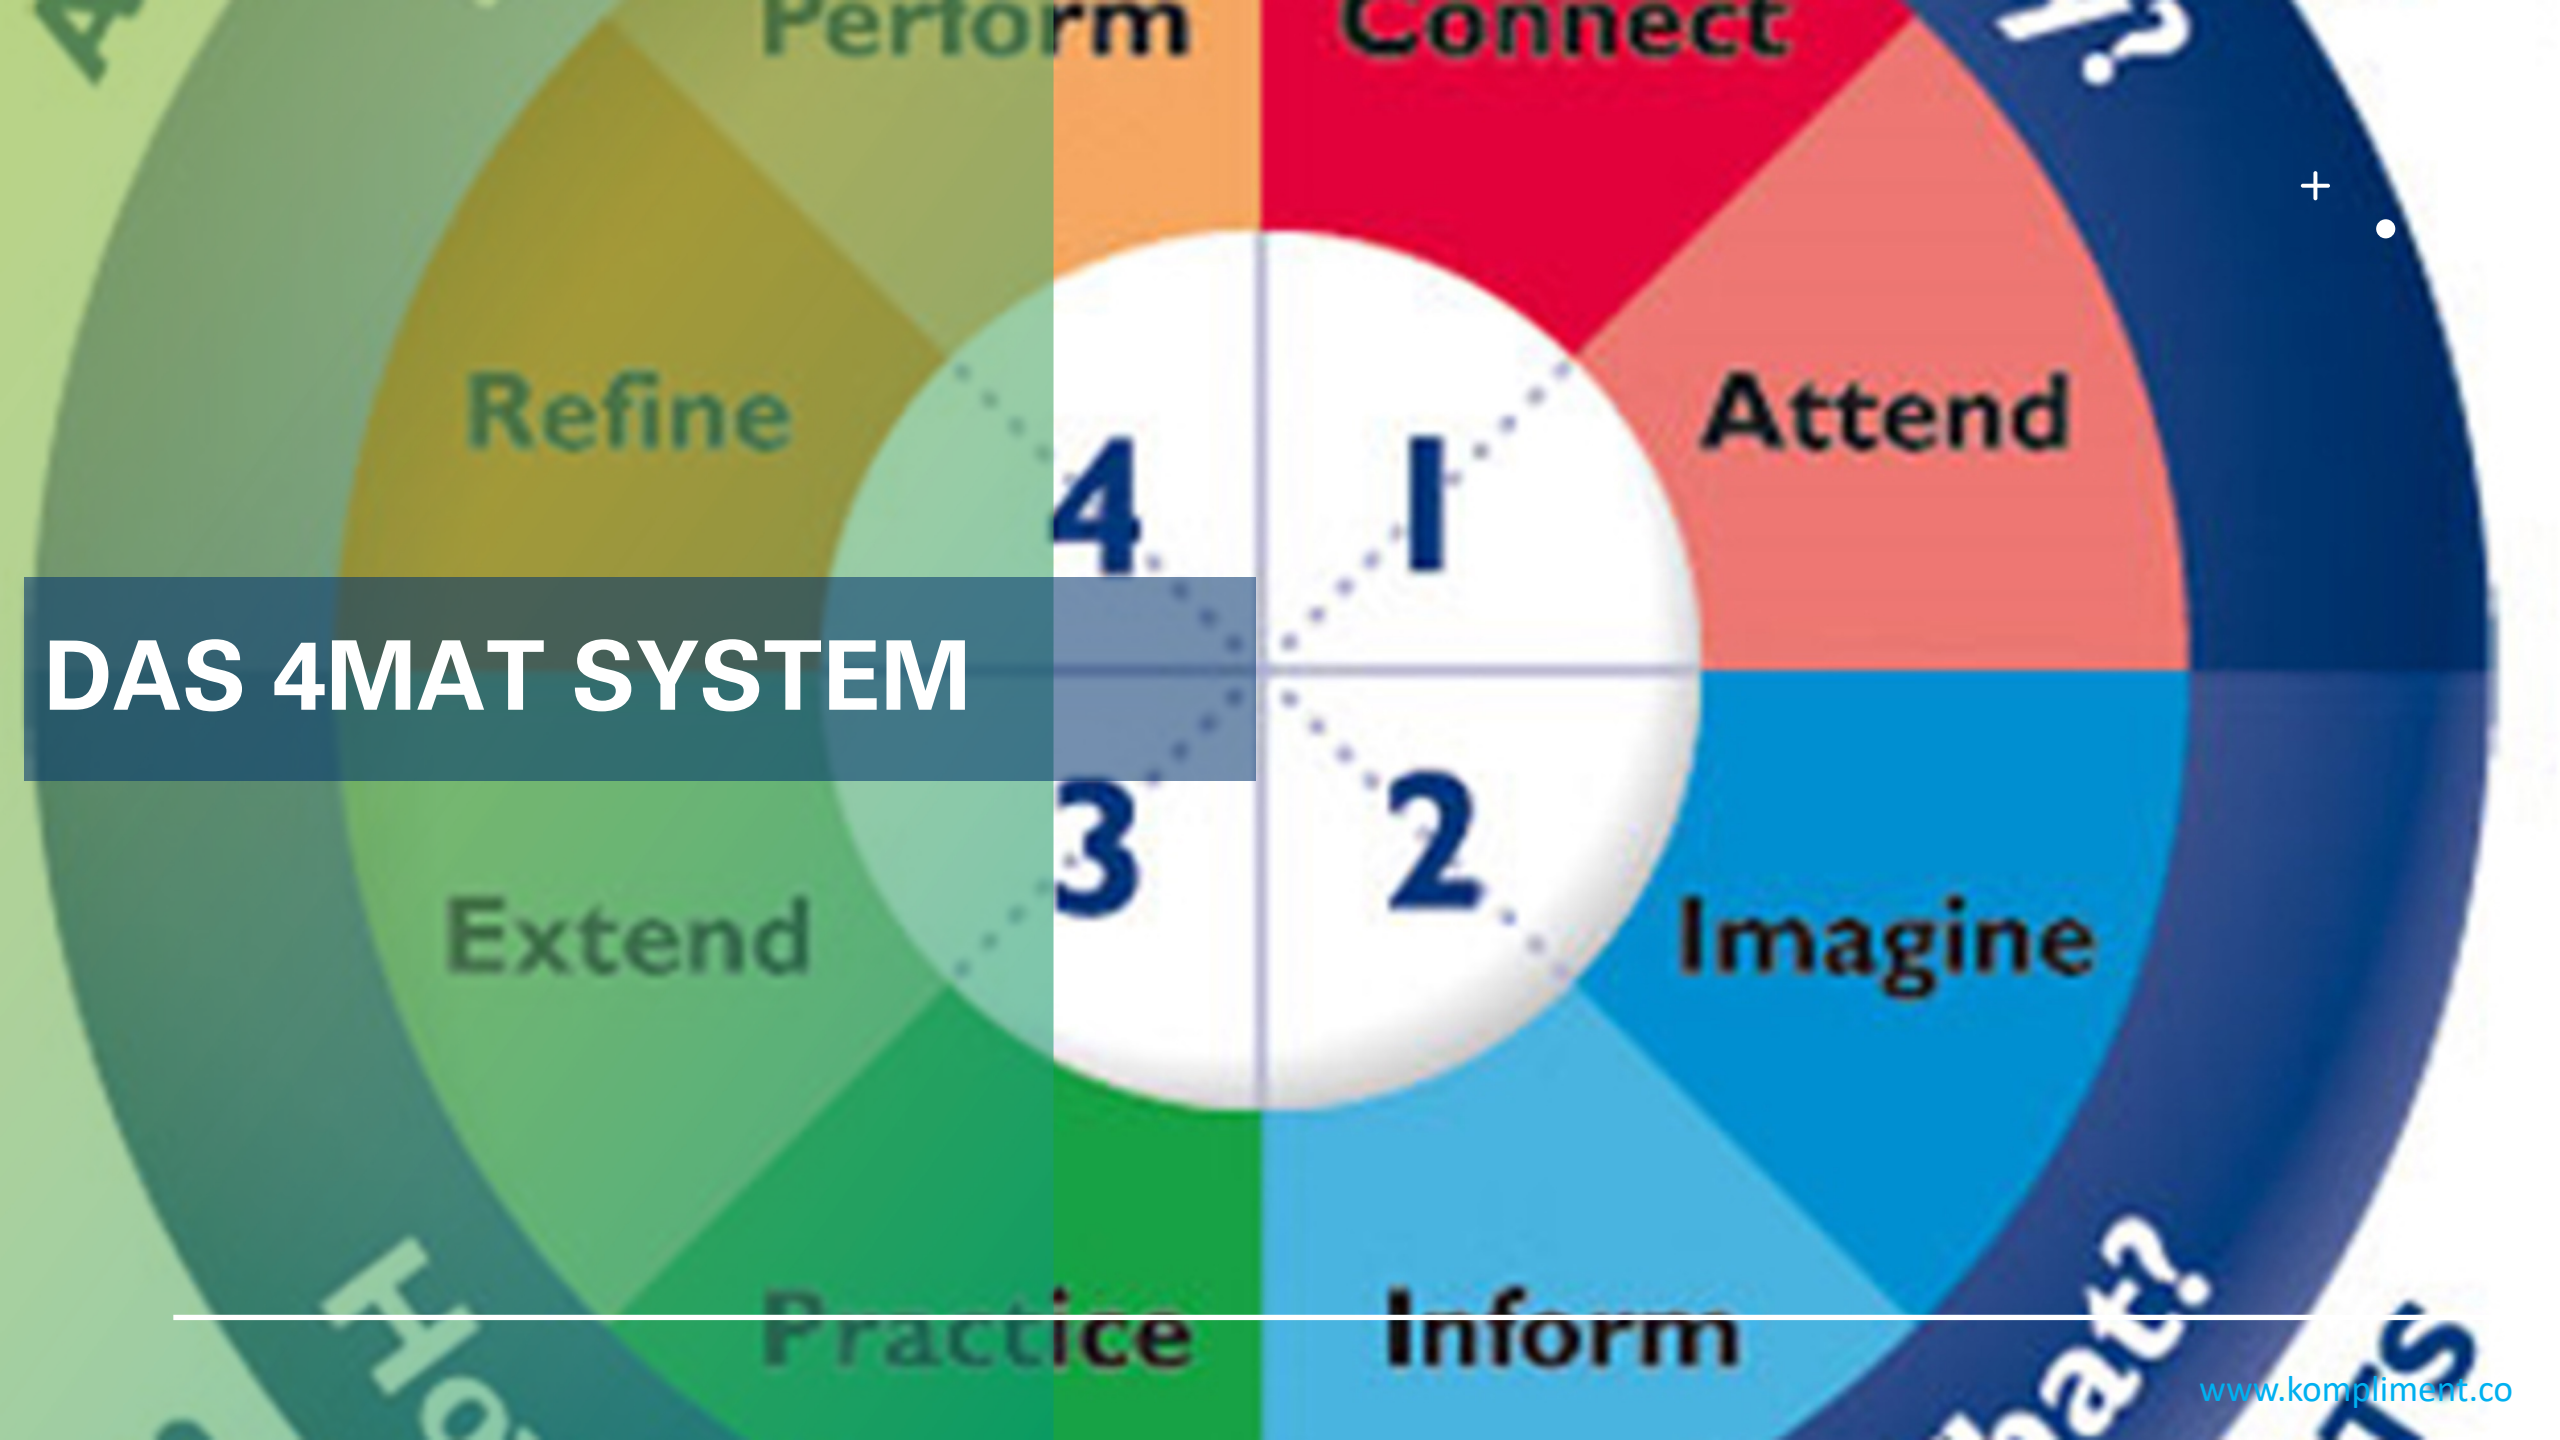 Perform
Connect
Refine
Attend
4
1
DAS 4MAT SYSTEM
3
2
Extend
Imagine
Practice
Inform
www.kompliment.co